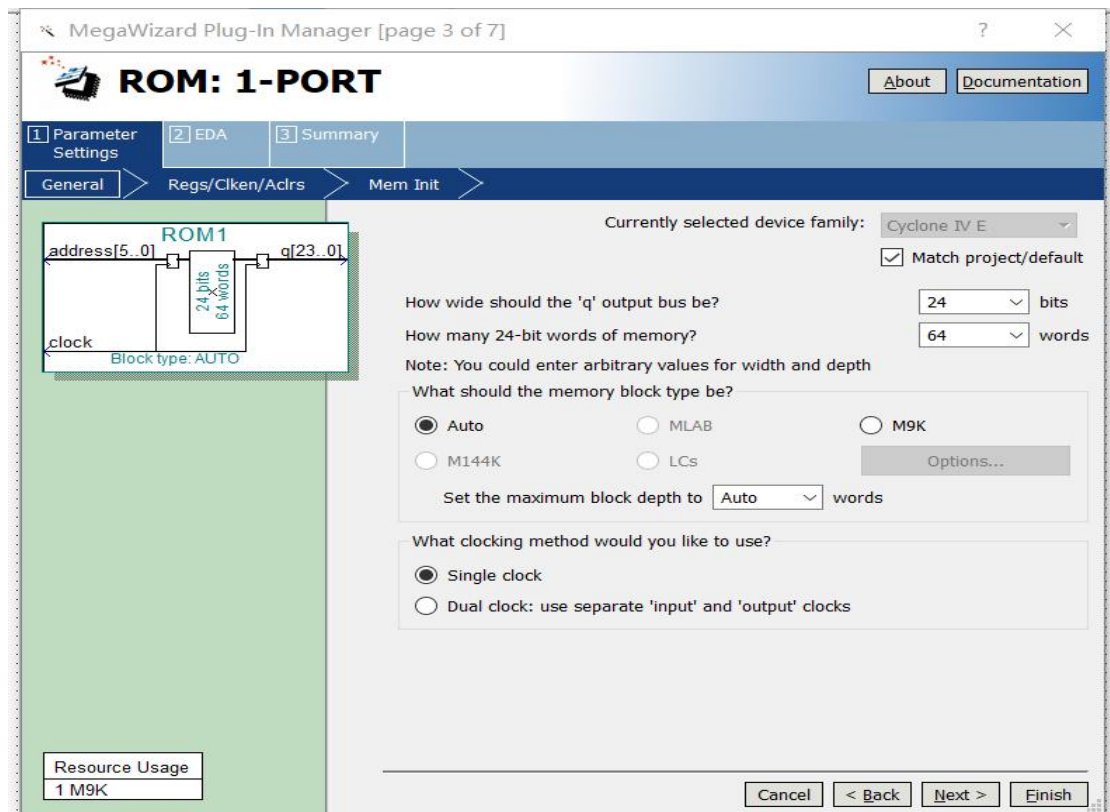 MegaWizard Plug-In Manager [page 3 of 7]
?
ROM: 1-PORT
About
Documentation
1 Parameter Settings
2 EDA
3 Summary
General
Regs/Clken/Aclrs
Mem Init
ROM1
address[5..0]
q[23..0]
24 bits
64 words
clock
Block type: AUTO
Currently selected device family:
Cyclone IV E
Match project/default
How wide should the 'q' output bus be?
24
bits
How many 24-bit words of memory?
64
words
Note: You could enter arbitrary values for width and depth
What should the memory block type be?
Auto
MLAB
M9K
M144K
LCs
Options...
Set the maximum block depth to
Auto
words
What clocking method would you like to use?
Single clock
Dual clock: use separate 'input' and 'output' clocks
Resource Usage
1 M9K
Cancel
< Back
Next >
Finish